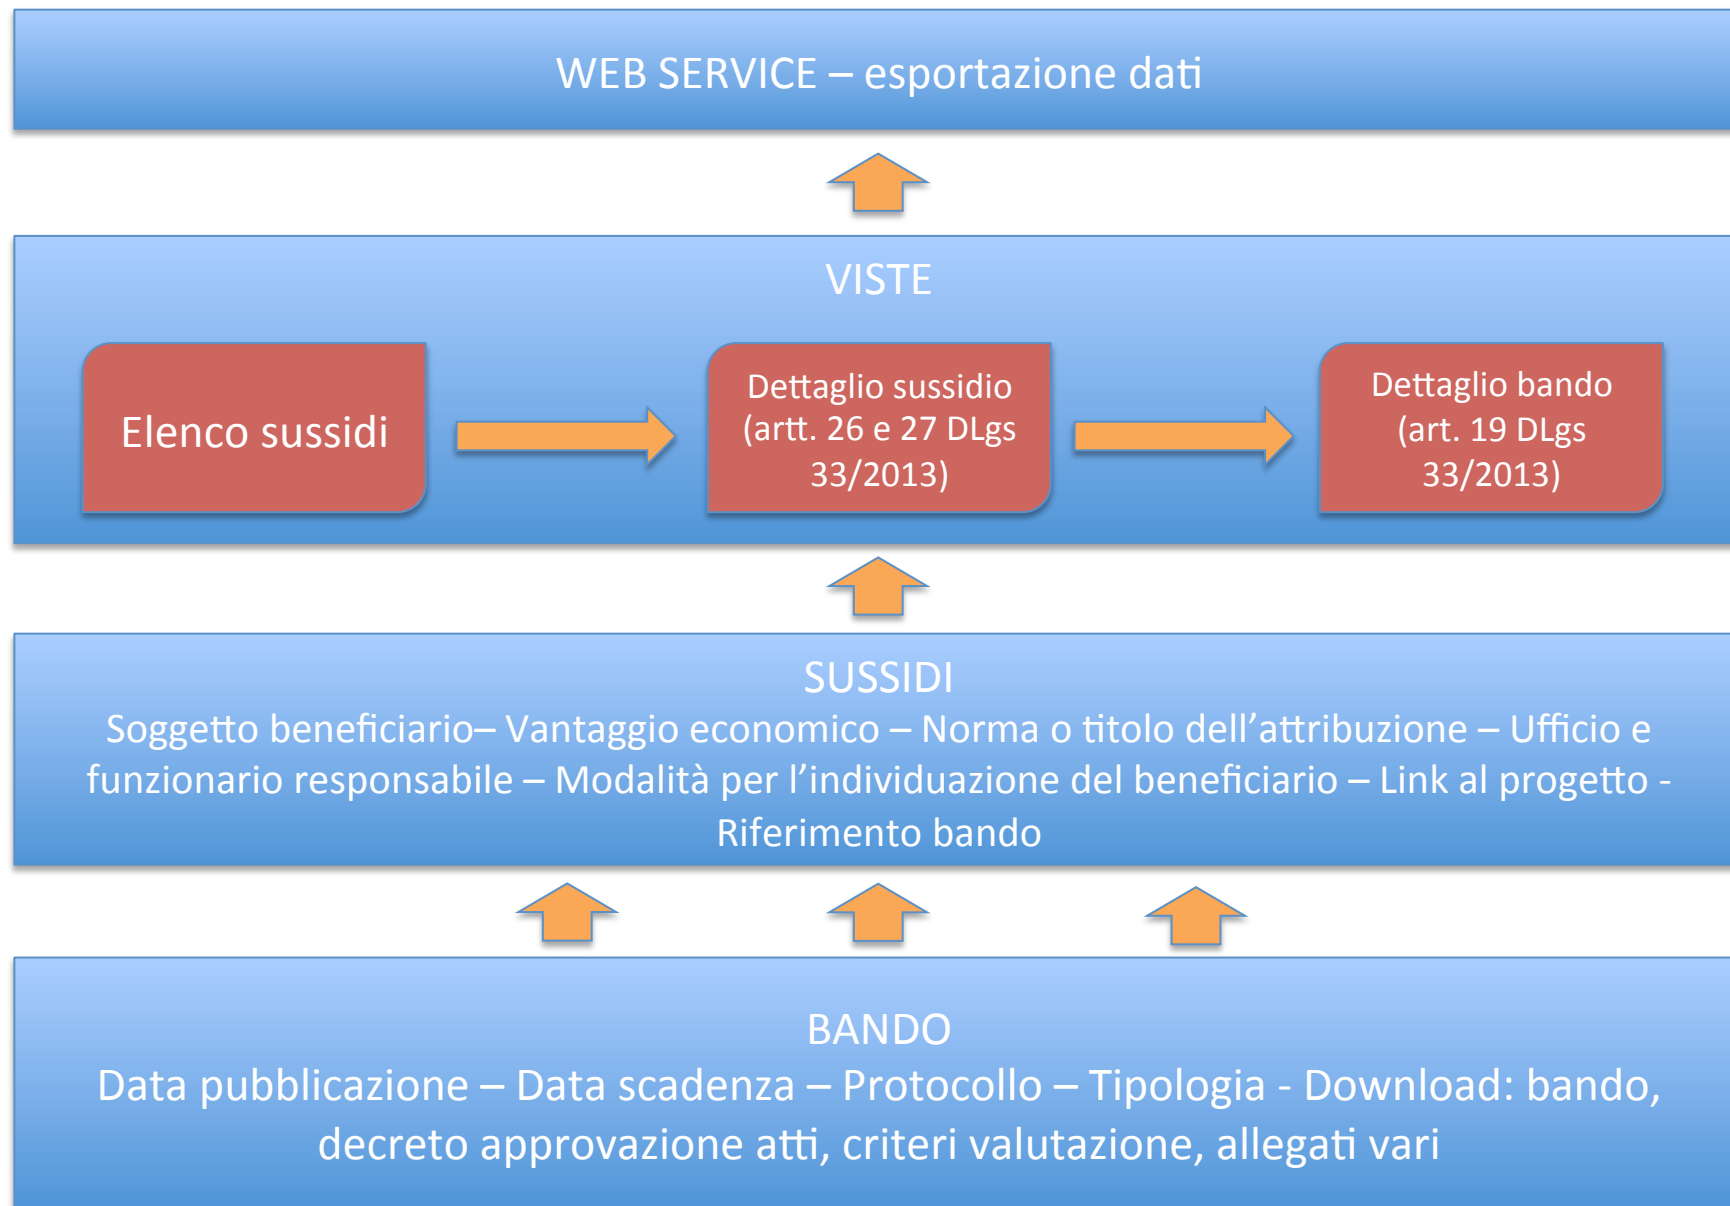 WEB SERVICE – esportazione dati
VISTE
Elenco sussidi
Dettaglio sussidio
(artt. 26 e 27 DLgs
33/2013)
Dettaglio bando
(art. 19 DLgs
33/2013)
SUSSIDI
Soggetto beneficiario– Vantaggio economico – Norma o titolo dell’attribuzione – Ufficio e
funzionario responsabile – Modalità per l’individuazione del beneficiario – Link al progetto -
Riferimento bando
BANDO
Data pubblicazione – Data scadenza – Protocollo – Tipologia - Download: bando,
decreto approvazione atti, criteri valutazione, allegati vari